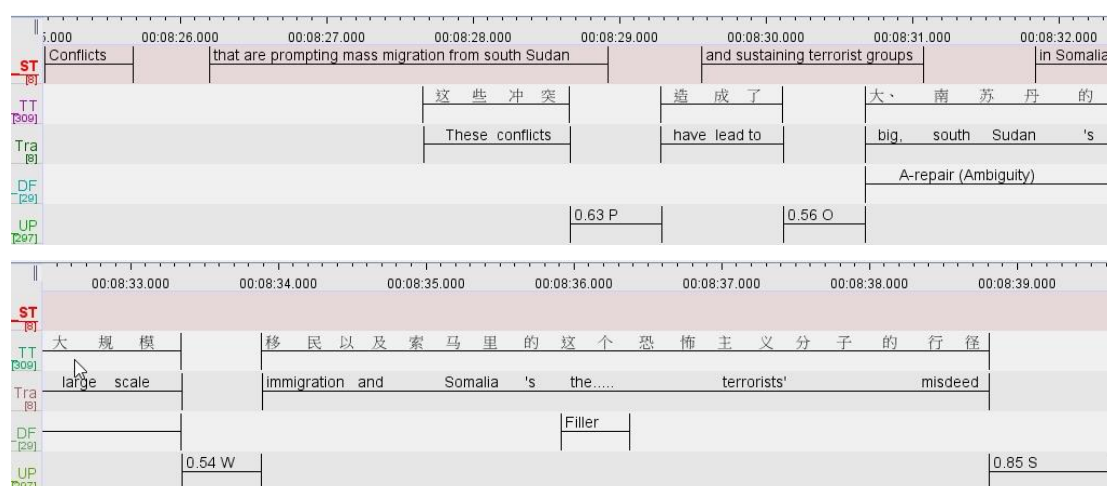 5.000 00:08:26.000 00:08:27.000 00:08:28.000 00:08:29.000 00:08:30.000 00:08:31.000 00:08:32.000
_ST [8] Conflicts that are prompting mass migration from south Sudan and sustaining terrorist groups in Somalia
TT [309] 这些冲突 造成了 大、南苏丹的
Tra [8] These conflicts have lead to big, south Sudan 's
_DF [29] A-repair (Ambiguity)
UP [297] 0.63 P 0.56 O
00:08:33.000 00:08:34.000 00:08:35.000 00:08:36.000 00:08:37.000 00:08:38.000 00:08:39.000
_ST [8]
TT [309] 大规模 移民以及索马里的这个恐怖主义分子的行径
Tra [8] large scale immigration and Somalia 's the..... terrorists' misdeed
_DF [29] Filler
UP [297] 0.54 W 0.85 S